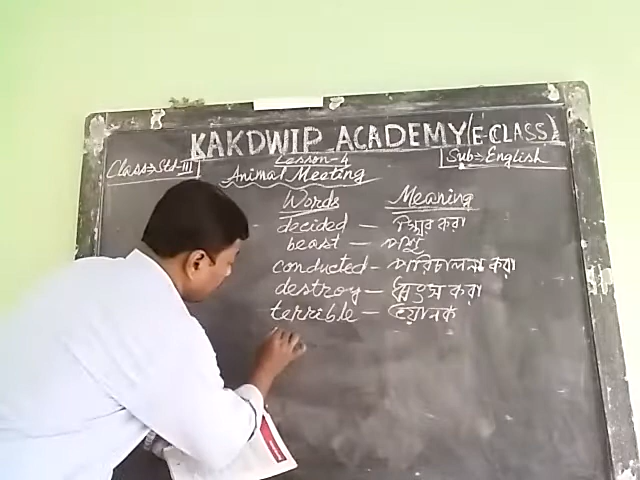 KAKDWIP ACADEMY (E-CLASS)
Class⇒Std-III
Lesson-4
Sub⇒English
Animal Meeting
Words Meaning
decided — স্থির করা
beast — পশু
conducted - পরিচালনা করা
destroy — ধ্বংস করা
terrible — ভয়ানক